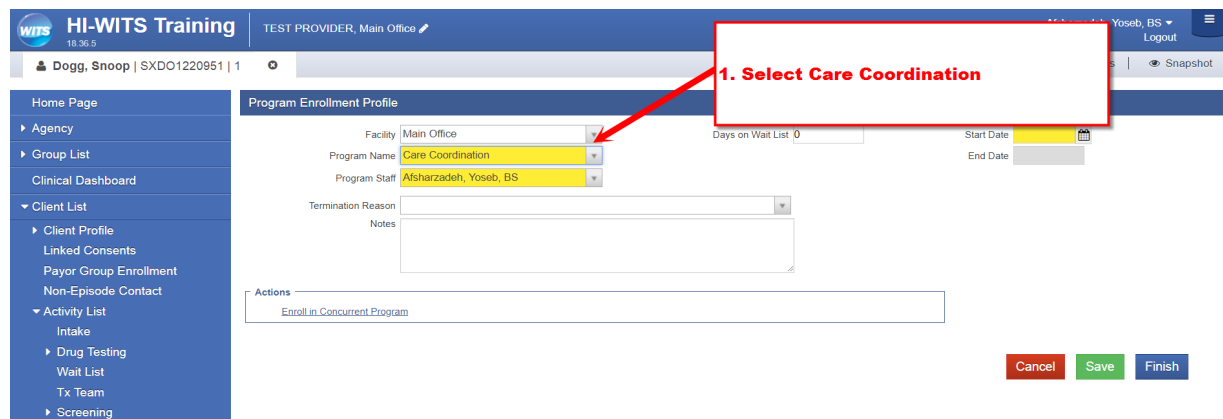 WITS HI-WITS Training
18.36.5
TEST PROVIDER, Main Office
Yoseb, BS
Logout
Dogg, Snoop | SXDO1220951 | 1
Snapshot
1. Select Care Coordination
Home Page
Agency
Group List
Clinical Dashboard
Client List
Client Profile
Linked Consents
Payor Group Enrollment
Non-Episode Contact
Activity List
Intake
Drug Testing
Wait List
Tx Team
Screening
Program Enrollment Profile
Facility Main Office
Days on Wait List 0
Start Date
Program Name Care Coordination
End Date
Program Staff Afsharzadeh, Yoseb, BS
Termination Reason
Notes
Actions
Enroll in Concurrent Program
Cancel Save Finish